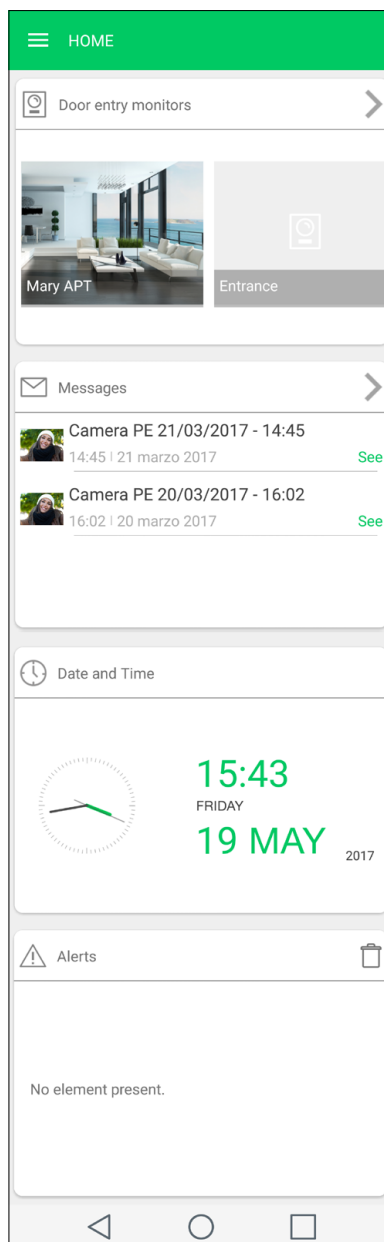 HOME
Door entry monitors
Mary APT
Entrance
Messages
Camera PE 21/03/2017 - 14:45
14:45 | 21 marzo 2017
See
Camera PE 20/03/2017 - 16:02
16:02 | 20 marzo 2017
See
Date and Time
15:43
FRIDAY
19 MAY
2017
Alerts
No element present.